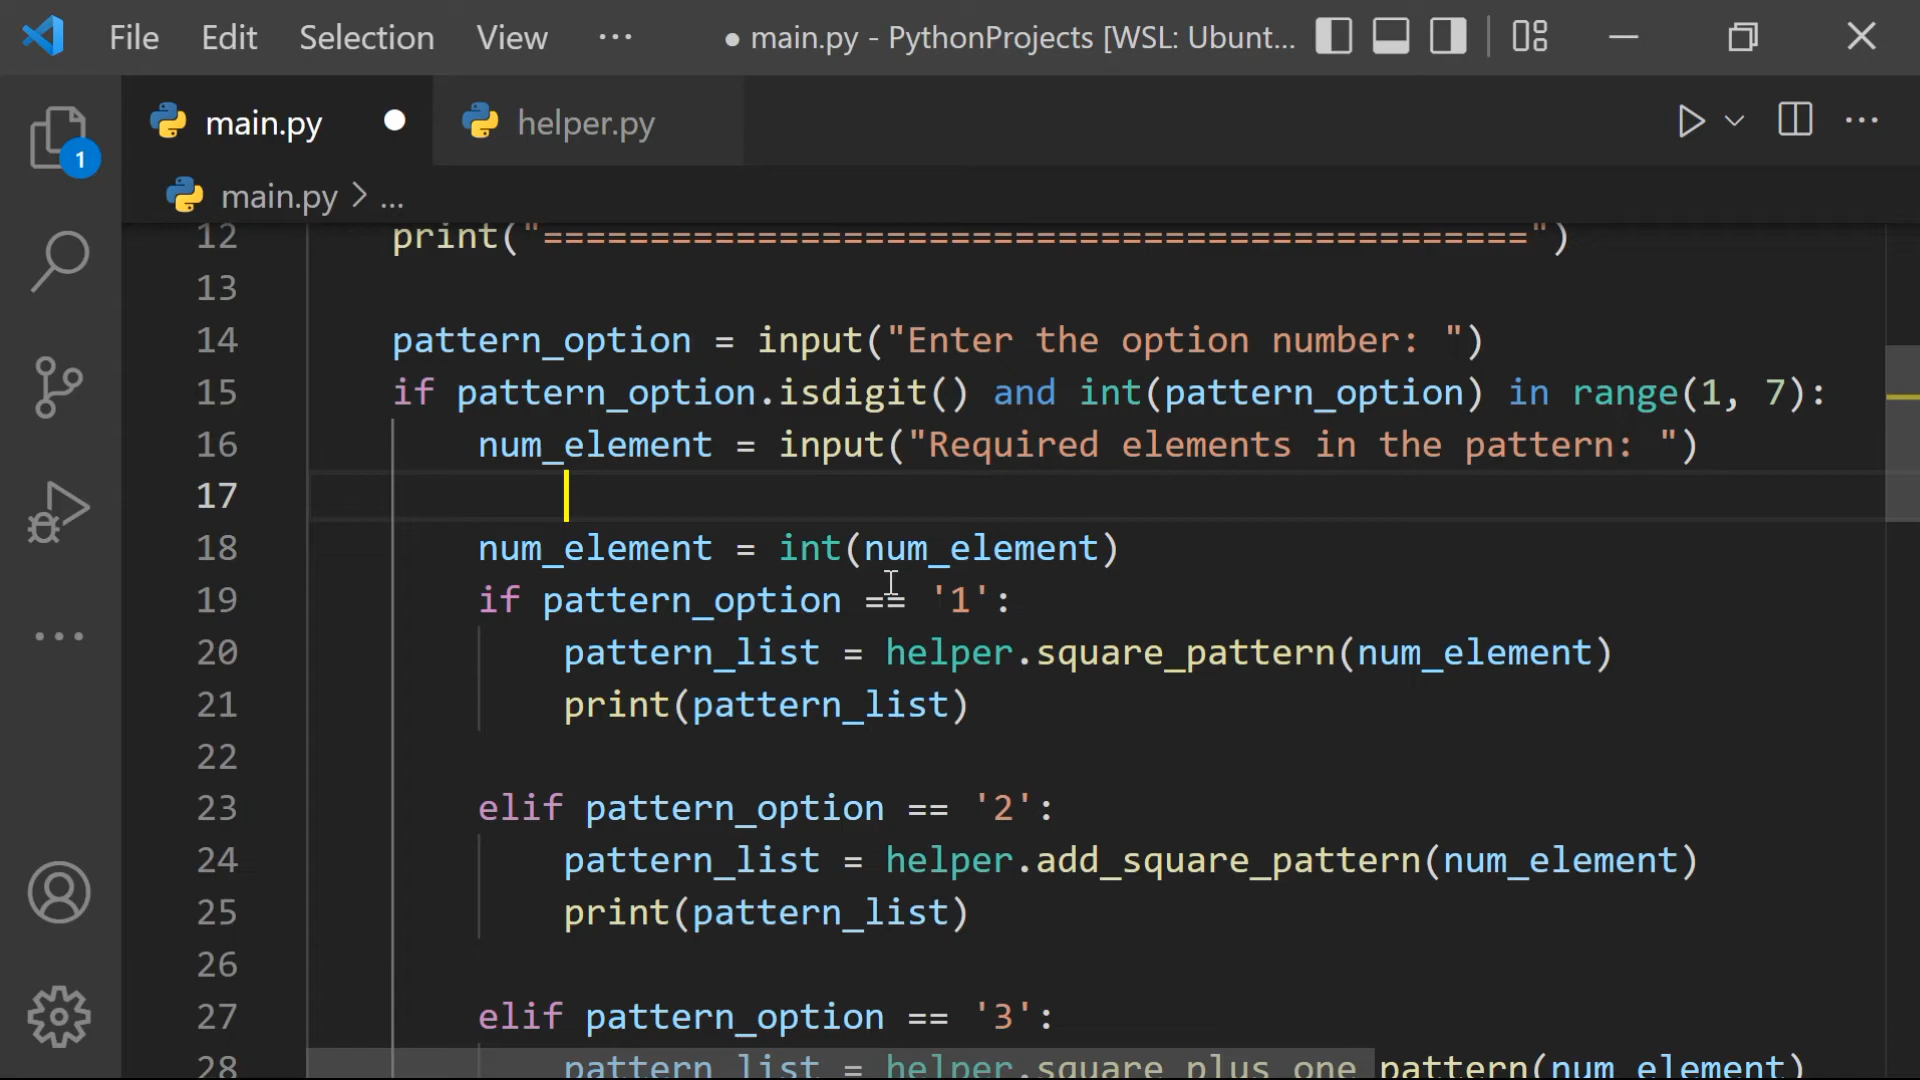 File Edit Selection View ··· ● main.py - PythonProjects [WSL: Ubunt...
main.py ● helper.py
1
main.py > ...
12 print("==============================================")
13
14 pattern_option = input("Enter the option number: ")
15 if pattern_option.isdigit() and int(pattern_option) in range(1, 7):
16 num_element = input("Required elements in the pattern: ")
17
18 num_element = int(num_element)
19 if pattern_option == '1':
20 pattern_list = helper.square_pattern(num_element)
21 print(pattern_list)
22
23 elif pattern_option == '2':
24 pattern_list = helper.add_square_pattern(num_element)
25 print(pattern_list)
26
27 elif pattern_option == '3':
28 pattern_list = helper.square_plus_one_pattern(num_element)